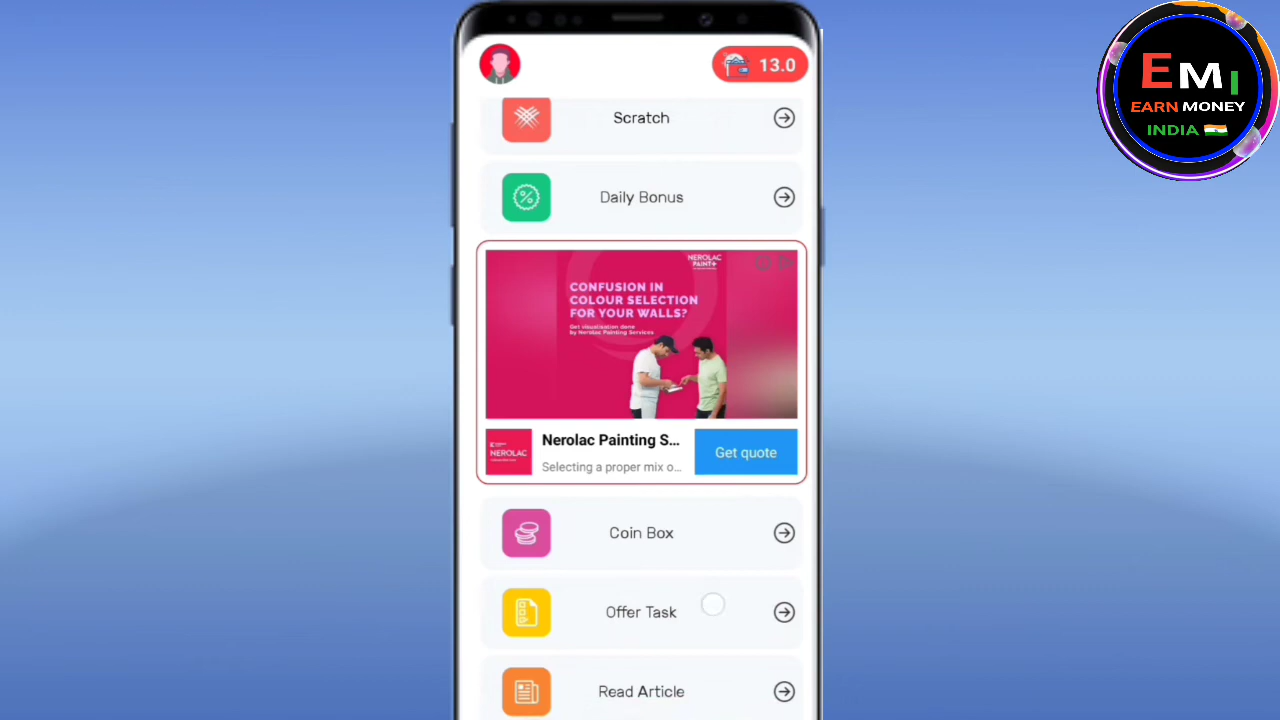 13.0
Scratch
Daily Bonus
NEROLAC
PAINT+
CONFUSION IN
COLOUR SELECTION
FOR YOUR WALLS?
Get visualisation done
by Nerolac Painting Services
NEROLAC
Nerolac Painting S...
Selecting a proper mix o...
Get quote
Coin Box
Offer Task
Read Article
EMI
EARN MONEY
INDIA